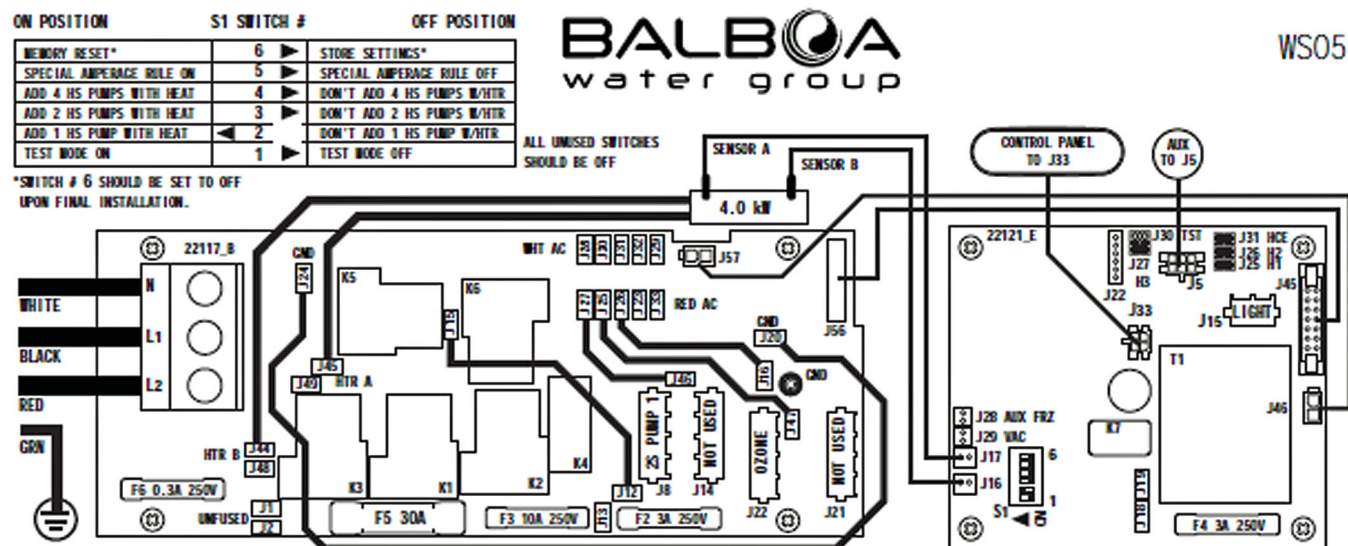 ON POSITION S1 SWITCH # OFF POSITION
MEMORY RESET* 6 STORE SETTINGS*
SPECIAL AMPERAGE RULE ON 5 SPECIAL AMPERAGE RULE OFF
ADD 4 HS PUMPS WITH HEAT 4 DON'T ADD 4 HS PUMPS W/HTR
ADD 2 HS PUMPS WITH HEAT 3 DON'T ADD 2 HS PUMPS W/HTR
ADD 1 HS PUMP WITH HEAT 2 DON'T ADD 1 HS PUMP W/HTR
TEST MODE ON 1 TEST MODE OFF
*SWITCH # 6 SHOULD BE SET TO OFF
UPON FINAL INSTALLATION.
ALL UNUSED SWITCHES
SHOULD BE OFF
BALBOA
water group
WS05
SENSOR A
SENSOR B
4.0 kW
CONTROL PANEL
TO J33
AUX
TO J5
22117_B
GND
J24
WHT AC
J38 J30 J31 J32 J29
J57
N
WHITE
L1
BLACK
L2
RED
GRN
K5
K6
J15
J27 J25 J26 J23 J33
RED AC
J56
GND
J20
J45
J49 HTR A
J16
GND
J46
J47
HTR B
J44
J48
K3
K1
K2
K4
2S PUMP 1
J8
NOT USED
J14
OZONE
J22
NOT USED
J21
J12
J13
F6 0.3A 250V
UNFUSED
J1
J2
F5 30A
F3 10A 250V
F2 3A 250V
22121_E
J30 TST
J31 HCE
J26 H2
J25 H1
J27
H3
J22
J5
J45
J33
J15
LIGHT
T1
J46
K7
J28 AUX FRZ
J29 VAC
J17
J16
6
1
S1
ON
J19
J18
F4 3A 250V